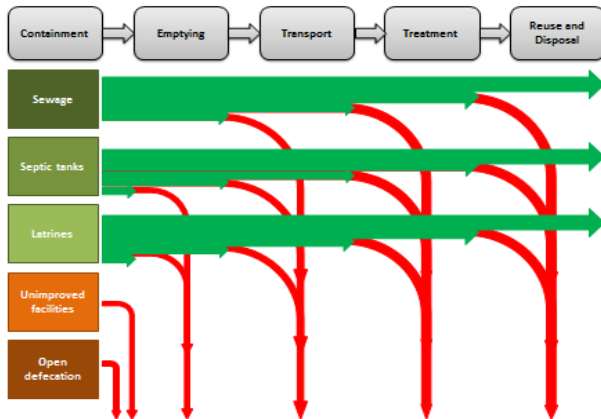 Containment
Emptying
Transport
Treatment
Reuse and
Disposal
Sewage
Septic tanks
Latrines
Unimproved
facilities
Open
defecation